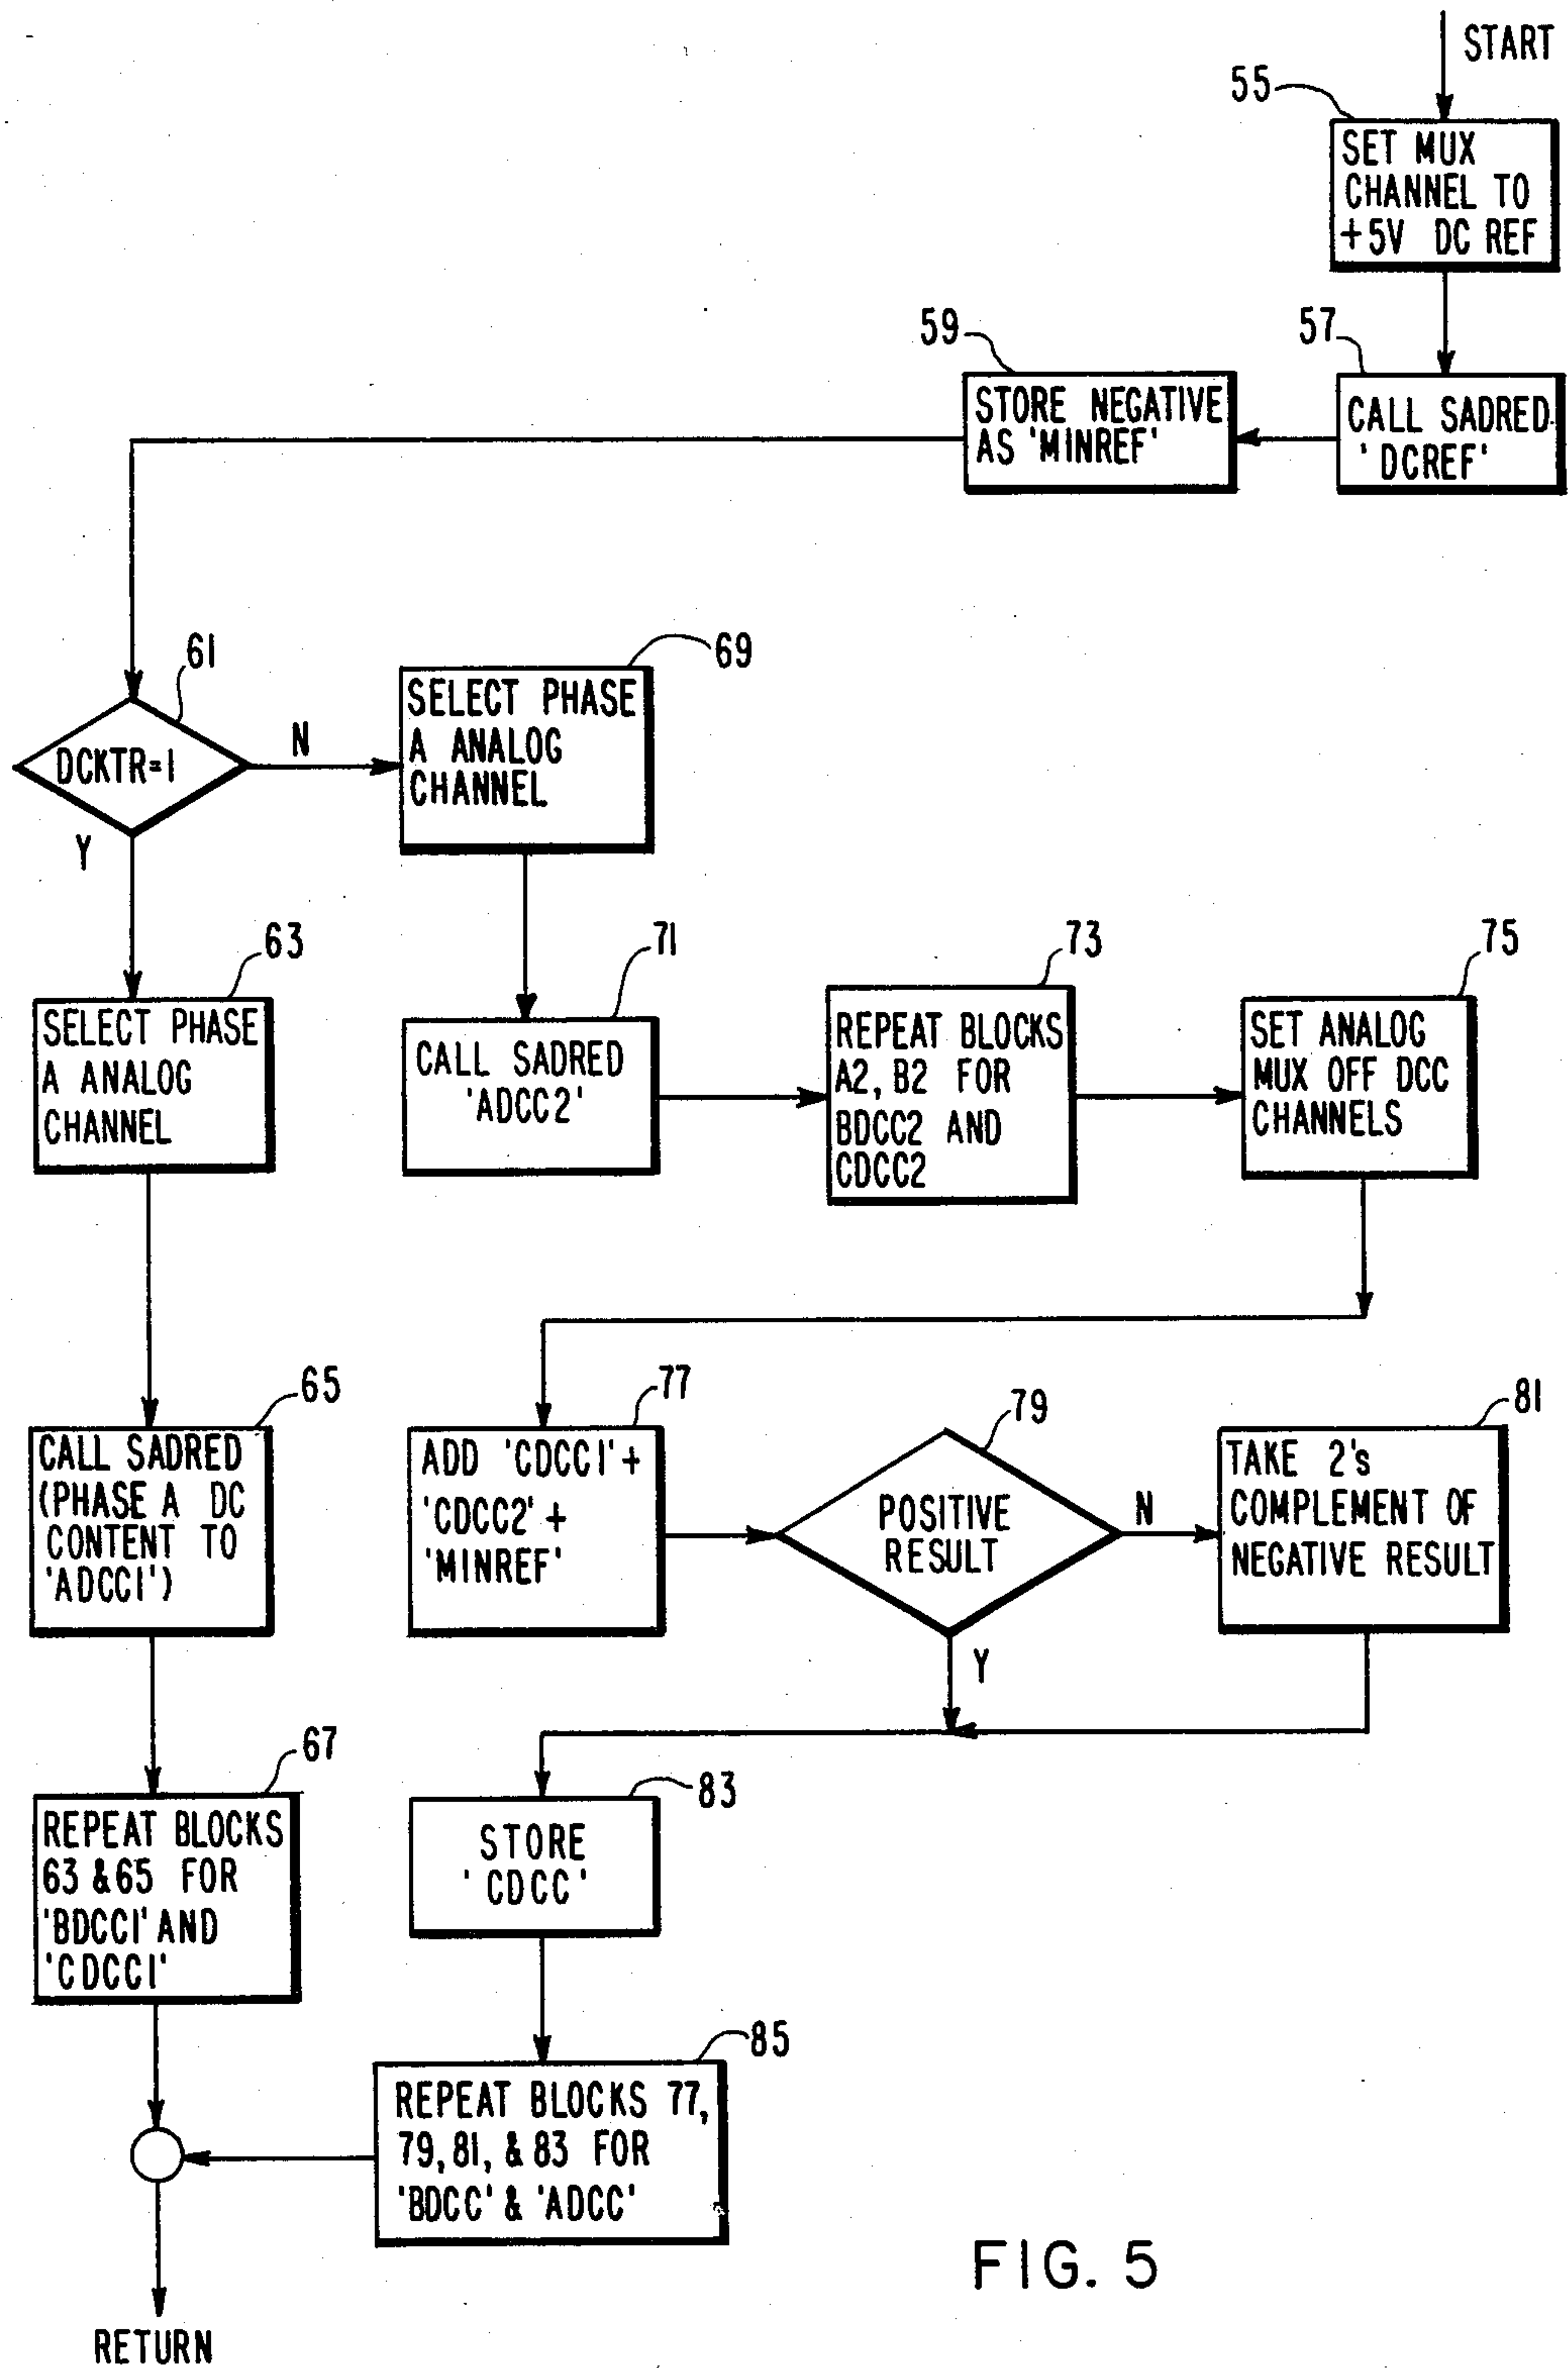 START
55
SET MUX
CHANNEL TO
+5V DC REF
57
CALL SADRED
'DCREF'
59
STORE NEGATIVE
AS 'MINREF'
61
DCKTR=1
N
Y
69
SELECT PHASE
A ANALOG
CHANNEL
63
SELECT PHASE
A ANALOG
CHANNEL
71
CALL SADRED
'ADCC2'
73
REPEAT BLOCKS
A2, B2 FOR
BDCC2 AND
CDCC2
75
SET ANALOG
MUX OFF DCC
CHANNELS
65
CALL SADRED
(PHASE A DC
CONTENT TO
'ADCC1')
77
ADD 'CDCC1'+
'CDCC2'+
'MINREF'
79
POSITIVE
RESULT
N
Y
81
TAKE 2's
COMPLEMENT OF
NEGATIVE RESULT
67
REPEAT BLOCKS
63 &65 FOR
'BDCC1' AND
'CDCC1'
83
STORE
'CDCC'
85
REPEAT BLOCKS 77,
79, 81, & 83 FOR
'BDCC' & 'ADCC'
RETURN
FIG. 5